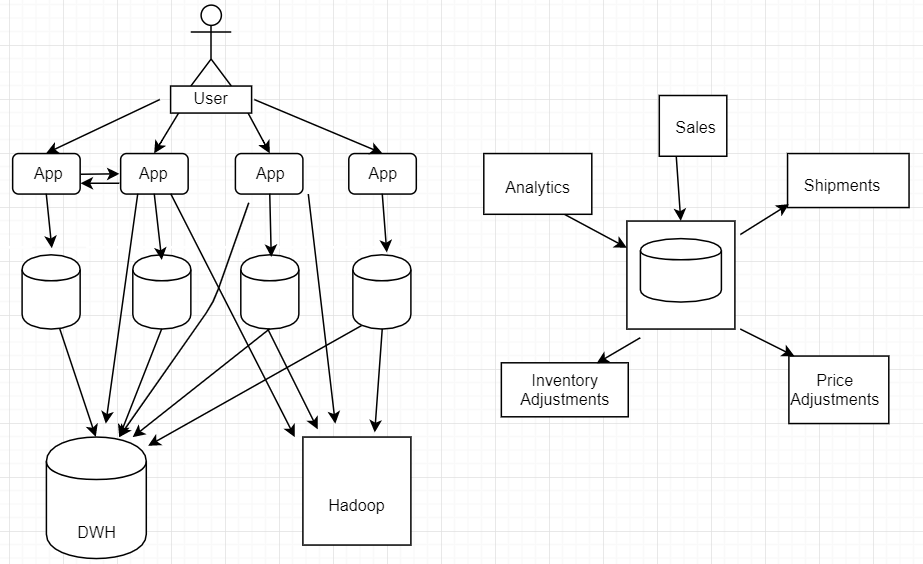 User
App
App
App
App
DWH
Hadoop
Sales
Analytics
Shipments
Inventory
Adjustments
Price
Adjustments